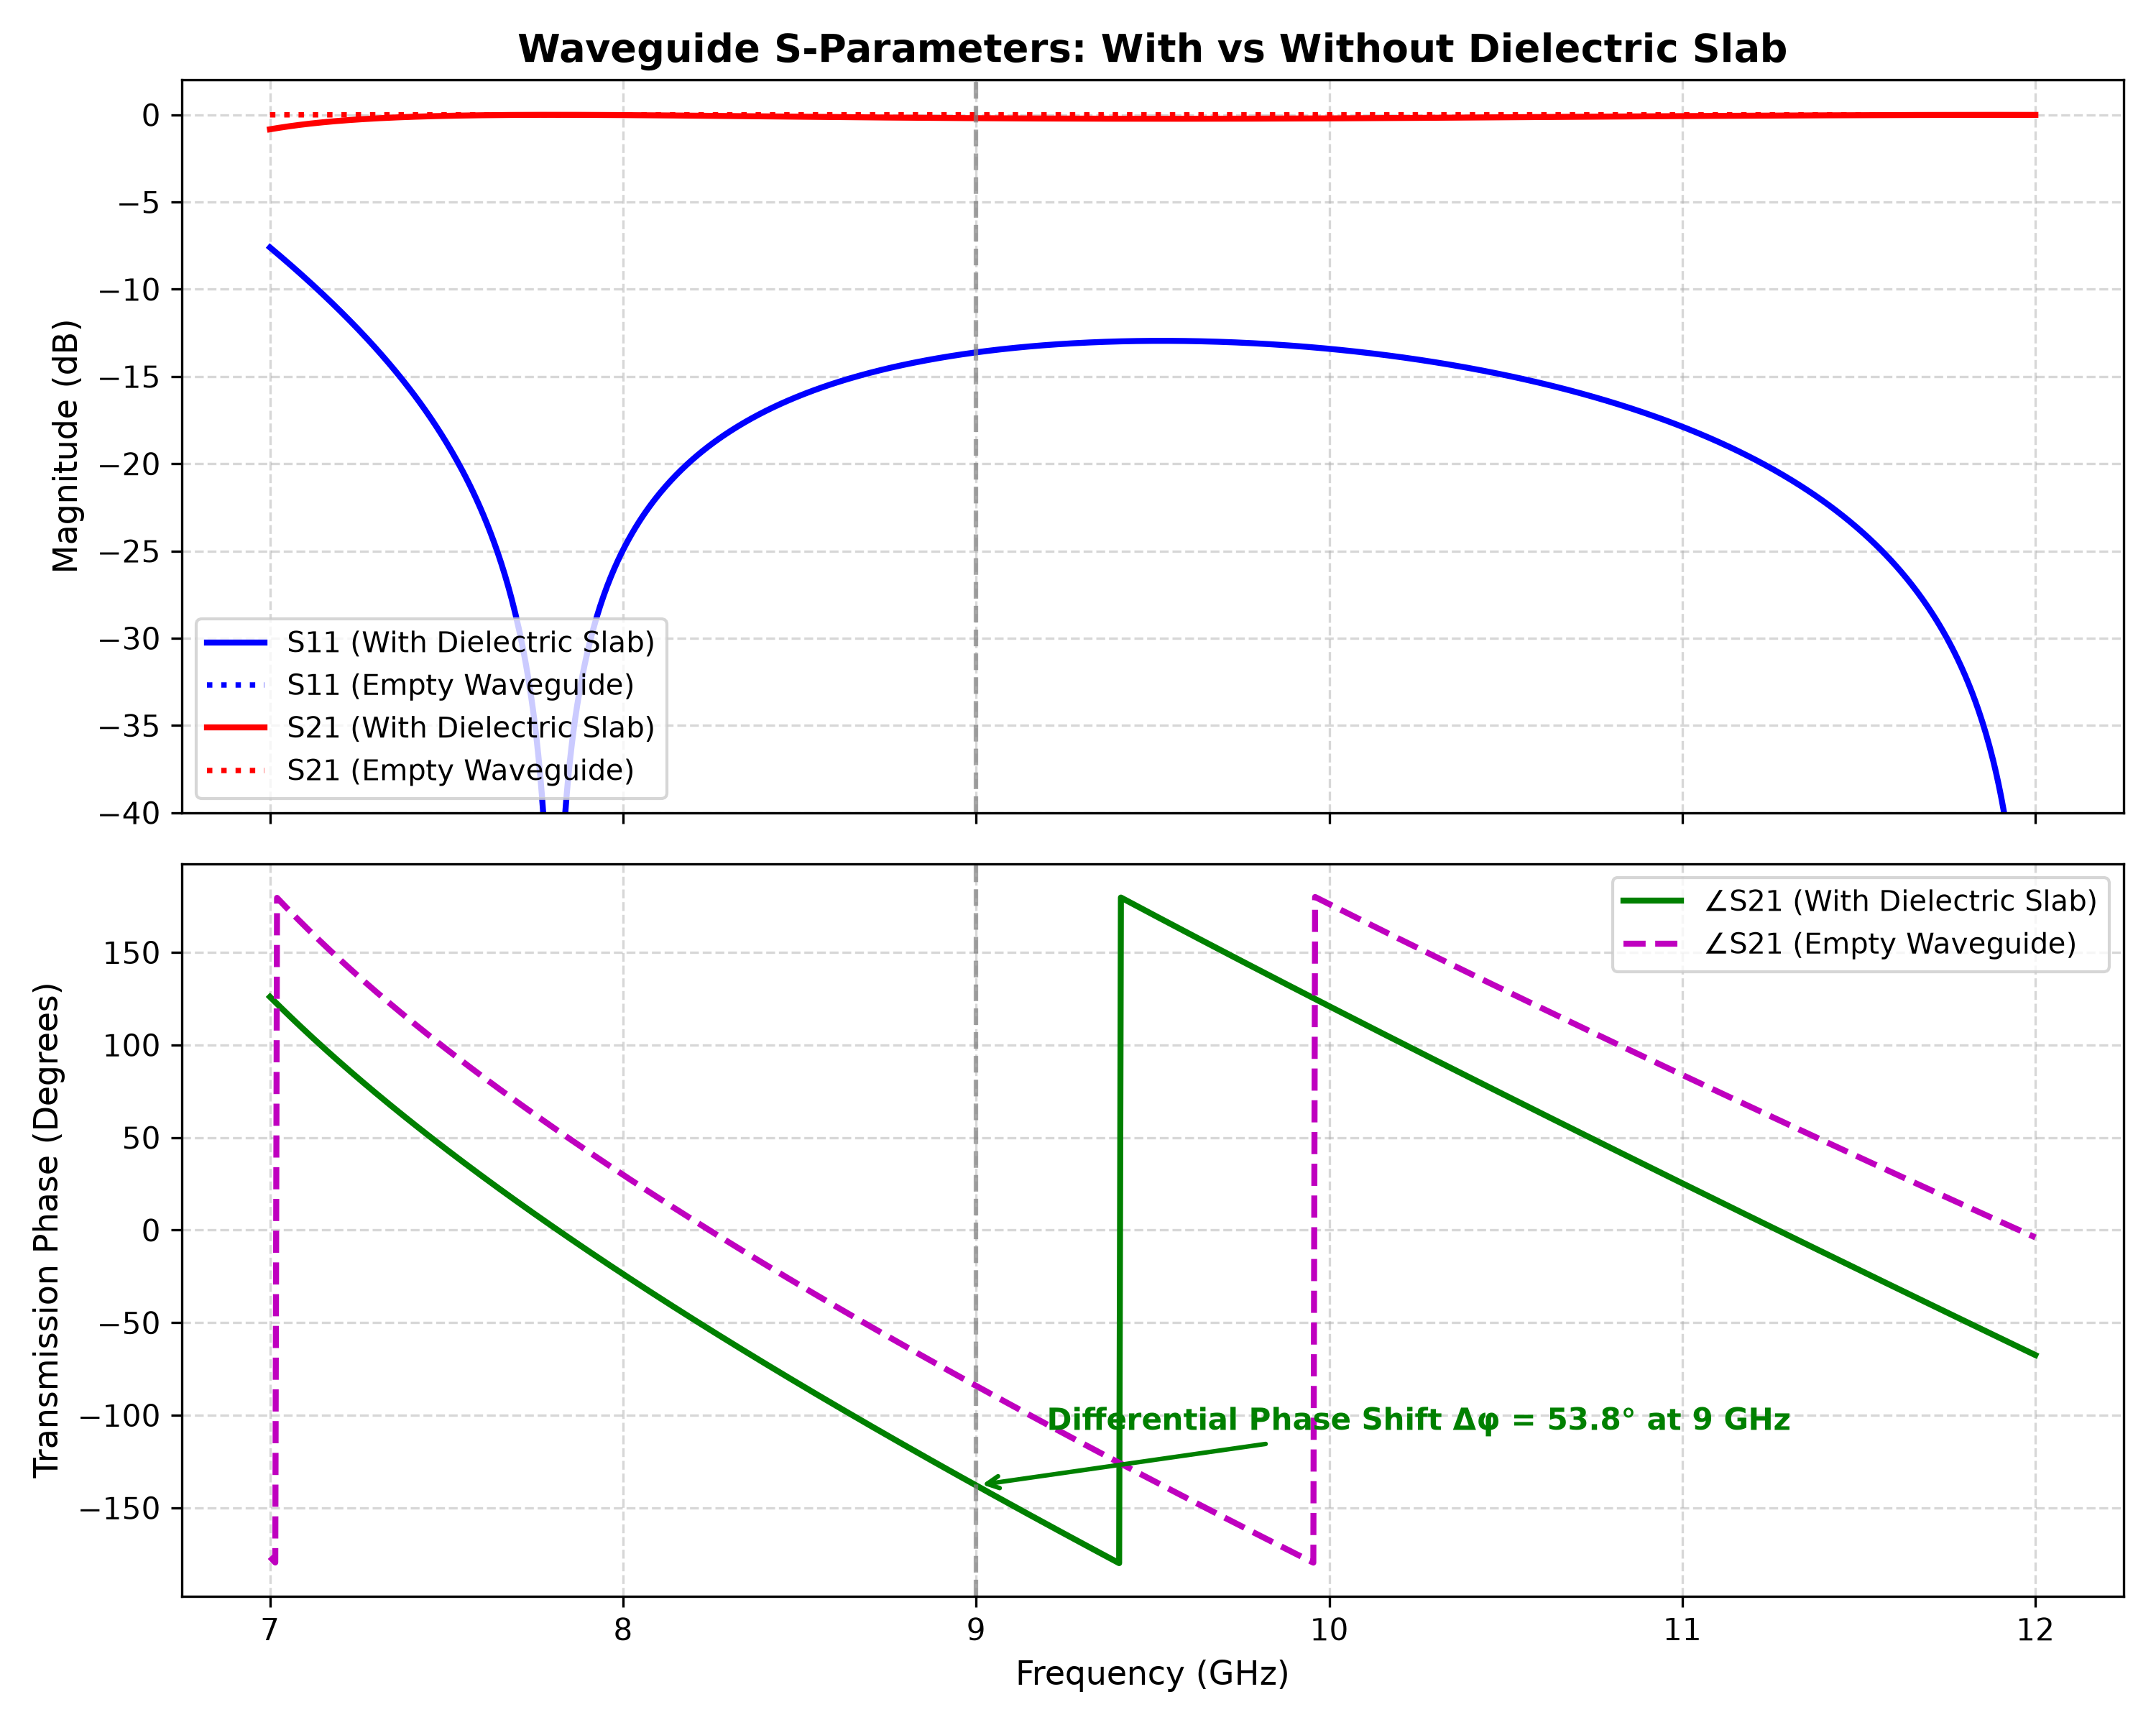 Waveguide S-Parameters: With vs Without Dielectric Slab
Magnitude (dB)
0
−5
−10
−15
−20
−25
−30
−35
−40
S11 (With Dielectric Slab)
S11 (Empty Waveguide)
S21 (With Dielectric Slab)
S21 (Empty Waveguide)
Transmission Phase (Degrees)
150
100
50
0
−50
−100
−150
∠S21 (With Dielectric Slab)
∠S21 (Empty Waveguide)
Differential Phase Shift Δφ = 53.8° at 9 GHz
7 8 9 10 11 12
Frequency (GHz)